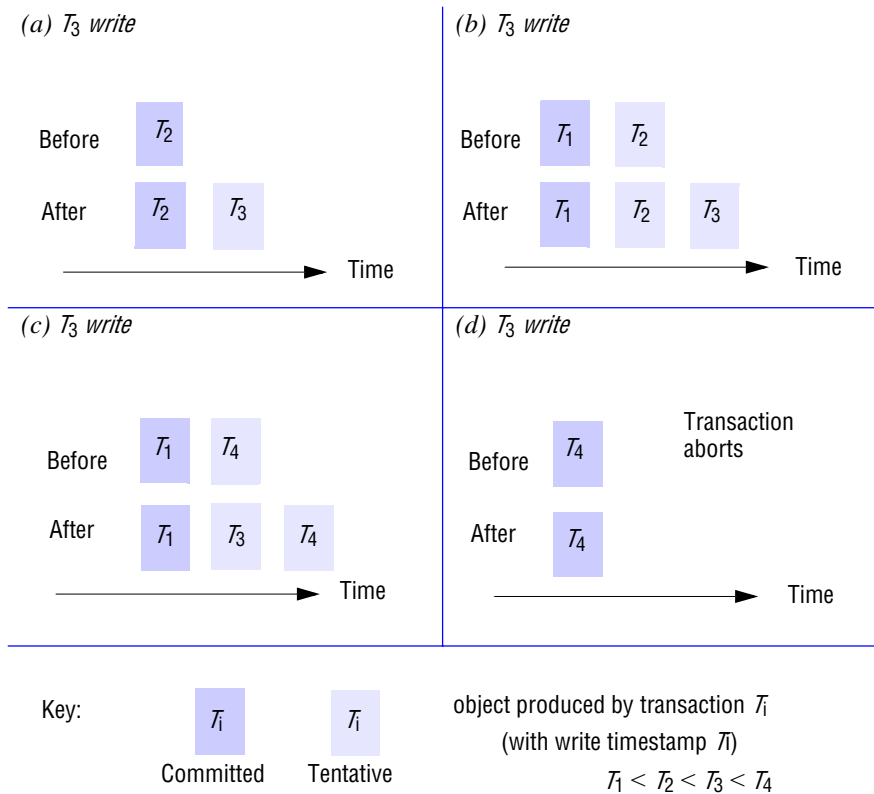 (a) T3 write
Before
T2
After
T2 T3
Time
(b) T3 write
Before
T1 T2
After
T1 T2 T3
Time
(c) T3 write
Before
T1 T4
After
T1 T3 T4
Time
(d) T3 write
Transaction
aborts
Before
T4
After
T4
Time
Key:
Ti
Committed
Ti
Tentative
object produced by transaction Ti
(with write timestamp Ti)
T1 < T2 < T3 < T4